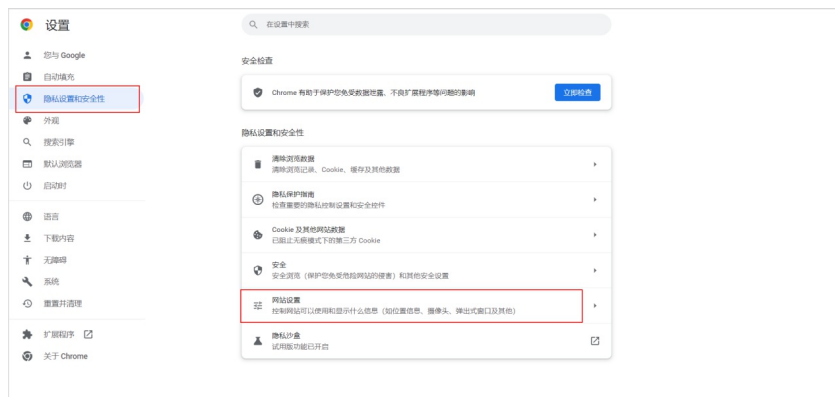 设置
在设置中搜索
您与 Google
自动填充
隐私设置和安全性
外观
搜索引擎
默认浏览器
启动时
语言
下载内容
无障碍
系统
重置并清理
扩展程序
关于 Chrome
安全检查
Chrome 有助于保护您免受数据泄露、不良扩展程序等问题的影响
立即检查
隐私设置和安全性
清除浏览数据
清除浏览记录、Cookie、缓存及其他数据
隐私保护指南
检查重要的隐私控制设置和安全控件
Cookie 及其他网站数据
已阻止无痕模式下的第三方 Cookie
安全
安全浏览（保护您免受危险网站的侵害）和其他安全设置
网站设置
控制网站可以使用和显示什么信息（如位置信息、摄像头、弹出式窗口及其他）
隐私沙盒
试用版功能已开启